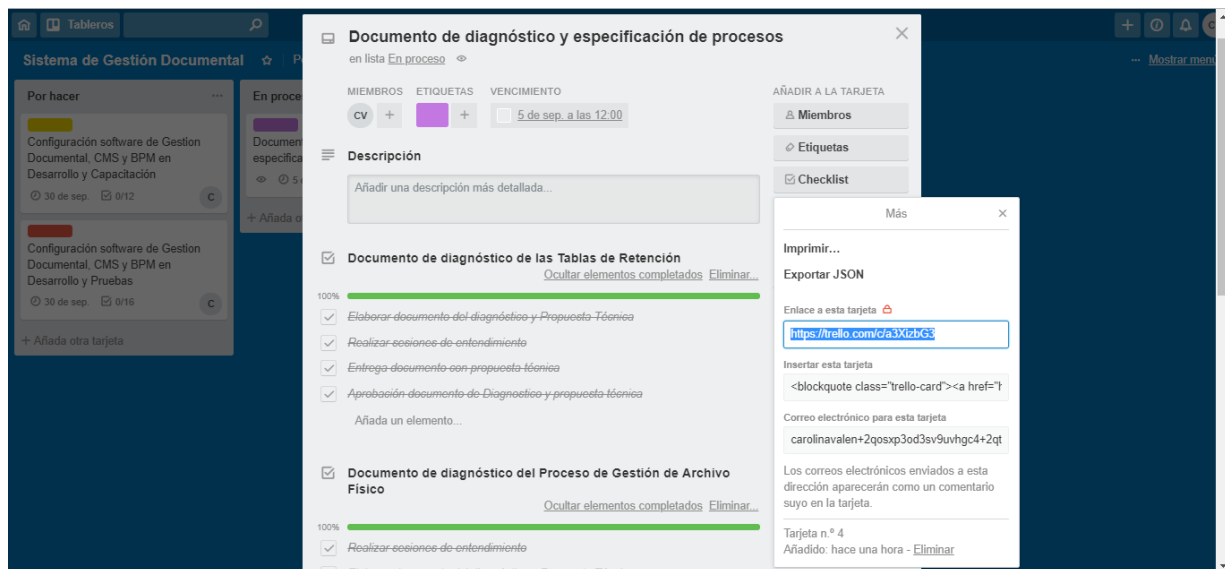 Tableros
Sistema de Gestión Documental
Mostrar menú
Por hacer
Configuración software de Gestion
Documental, CMS y BPM en
Desarrollo y Capacitación
30 de sep. 0/12 C
Configuración software de Gestion
Documental, CMS y BPM en
Desarrollo y Pruebas
30 de sep. 0/16 C
+ Añada otra tarjeta
En proce
Documen
especifica
+ Añada o
Documento de diagnóstico y especificación de procesos
en lista En proceso
MIEMBROS ETIQUETAS VENCIMIENTO
CV + + 5 de sep. a las 12:00
Descripción
Añadir una descripción más detallada...
Documento de diagnóstico de las Tablas de Retención
Ocultar elementos completados Eliminar...
100%
Elaborar documento del diagnóstico y Propuesta Técnica
Realizar sesiones de entendimiento
Entrega documento con propuesta técnica
Aprobación documento de Diagnostico y propuesta técnica
Añada un elemento...
Documento de diagnóstico del Proceso de Gestión de Archivo
Físico
Ocultar elementos completados Eliminar...
100%
Realizar sesiones de entendimiento
AÑADIR A LA TARJETA
Miembros
Etiquetas
Checklist
Más
Imprimir...
Exportar JSON
Enlace a esta tarjeta
https://trello.com/c/a3XizbG3
Insertar esta tarjeta
<blockquote class="trello-card"><a href="h
Correo electrónico para esta tarjeta
carolinavalen+2qosxp3od3sv9uvhgc4+2qt
Los correos electrónicos enviados a esta
dirección aparecerán como un comentario
suyo en la tarjeta.
Tarjeta n.º 4
Añadido: hace una hora - Eliminar